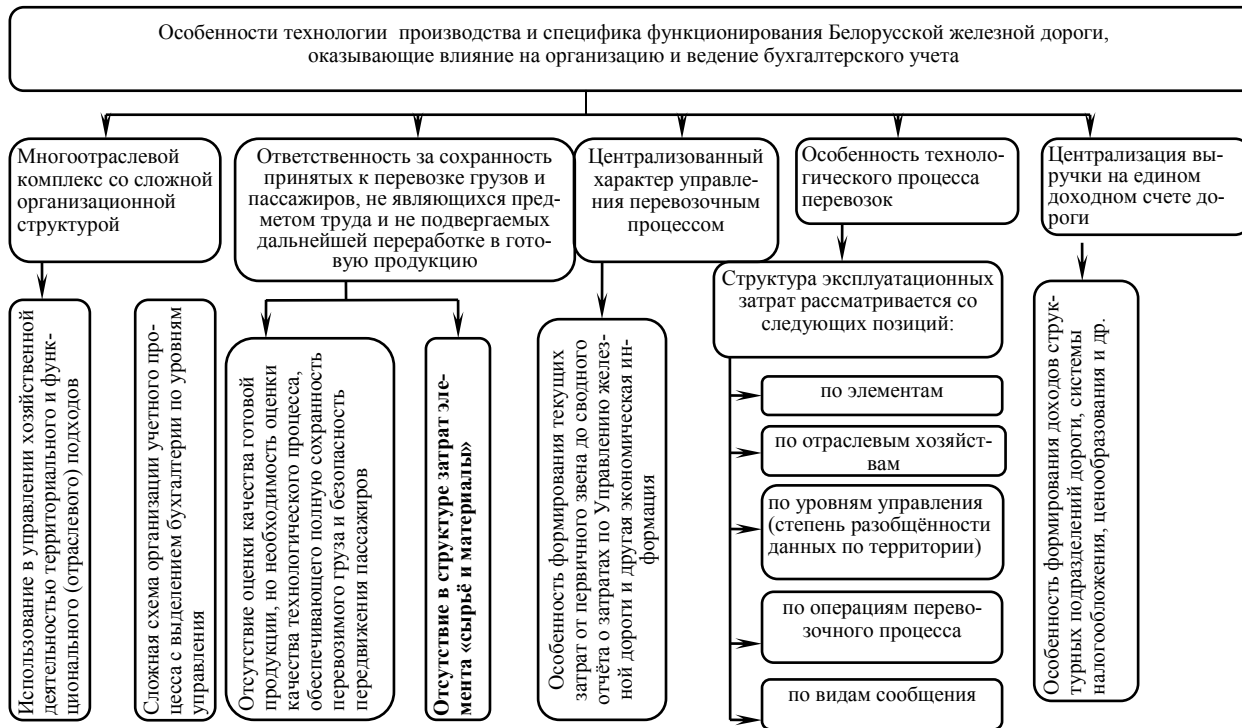 Особенности технологии производства и специфика функционирования Белорусской железной дороги,
оказывающие влияние на организацию и ведение бухгалтерского учета
Многоотраслевой
комплекс со сложной
организационной
структурой
Ответственность за сохранность
принятых к перевозке грузов и
пассажиров, не являющихся пред-
метом труда и не подвергаемых
дальнейшей переработке в гото-
вую продукцию
Централизованный
характер управле-
ния перевозочным
процессом
Особенность техноло-
гического процесса
перевозок
Централизация вы-
ручки на едином
доходном счете до-
роги
Использование в управлении хозяйственной
деятельностью территориального и функ-
ционального (отраслевого) подходов
Сложная схема организации учетного про-
цесса с выделением бухгалтерии по уровням
управления
Отсутствие оценки качества готовой
продукции, но необходимость оценки
качества технологического процесса,
обеспечивающего полную сохранность
перевозимого груза и безопасность
передвижения пассажиров
Отсутствие в структуре затрат эле-
мента «сырьё и материалы»
Особенность формирования текущих
затрат от первичного звена до сводного
отчёта о затратах по Управлению желез-
ной дороги и другая экономическая ин-
формация
Структура эксплуатационных
затрат рассматривается со
следующих позиций:
по элементам
по отраслевым хозяйст-
вам
по уровням управления
(степень разобщённости
данных по территории)
по операциям перево-
зочного процесса
по видам сообщения
Особенность формирования доходов струк-
турных подразделений дороги, системы
налогообложения, ценообразования и др.